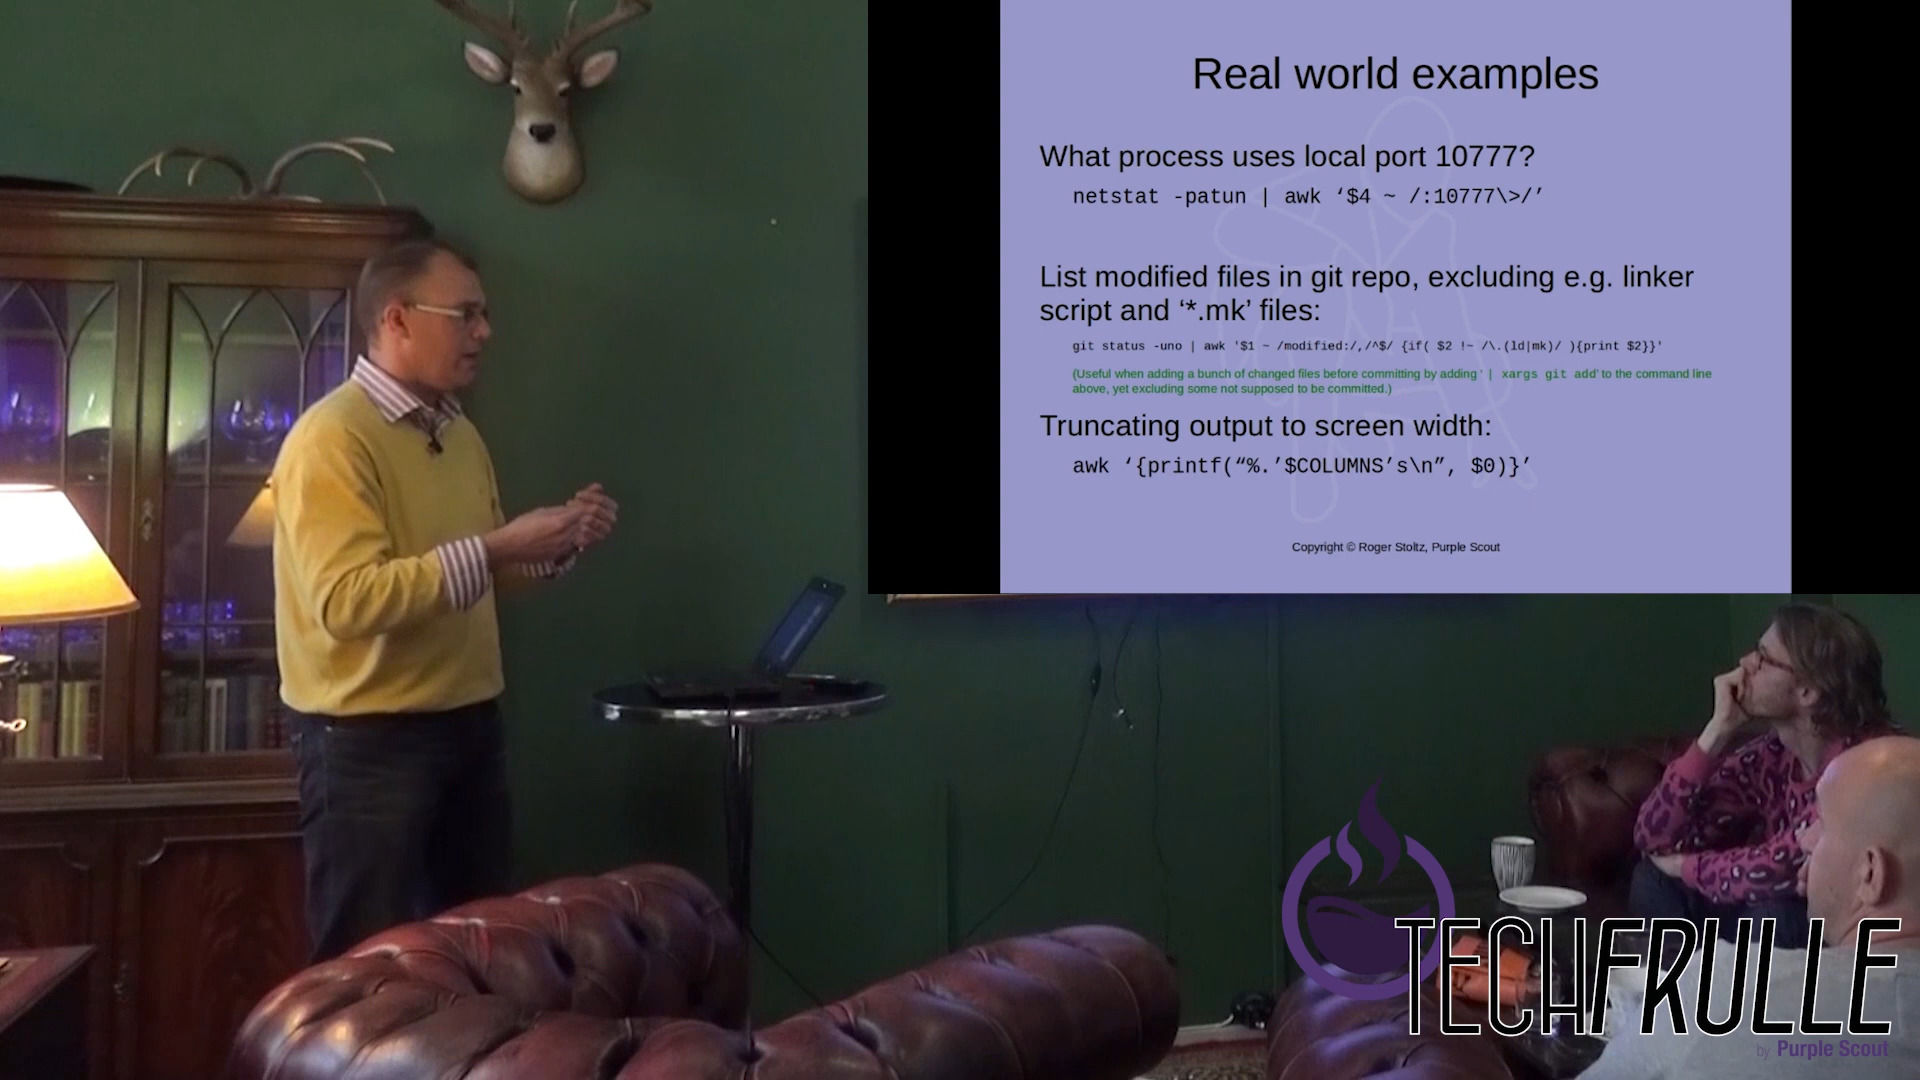 Real world examples
What process uses local port 10777?
netstat -patun | awk ‘$4 ~ /:10777\>/’
List modified files in git repo, excluding e.g. linker
script and ‘*.mk’ files:
git status -uno | awk '$1 ~ /modified:/,/^$/ {if( $2 !~ /\.(ld|mk)/ ){print $2}}'
(Useful when adding a bunch of changed files before committing by adding ' | xargs git add' to the command line
above, yet excluding some not supposed to be committed.)
Truncating output to screen width:
awk ‘{printf(“%.’$COLUMNS’s\n”, $0)}’
Copyright © Roger Stoltz, Purple Scout
TECHFRULLE
by Purple Scout